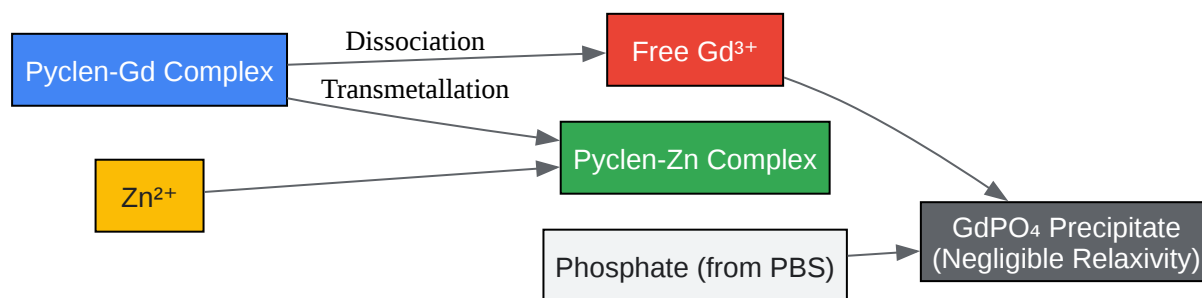 Pyclen-Gd Complex
Dissociation
Transmetallation
Free Gd³⁺
Zn²⁺
Pyclen-Zn Complex
Phosphate (from PBS)
GdPO₄ Precipitate
(Negligible Relaxivity)